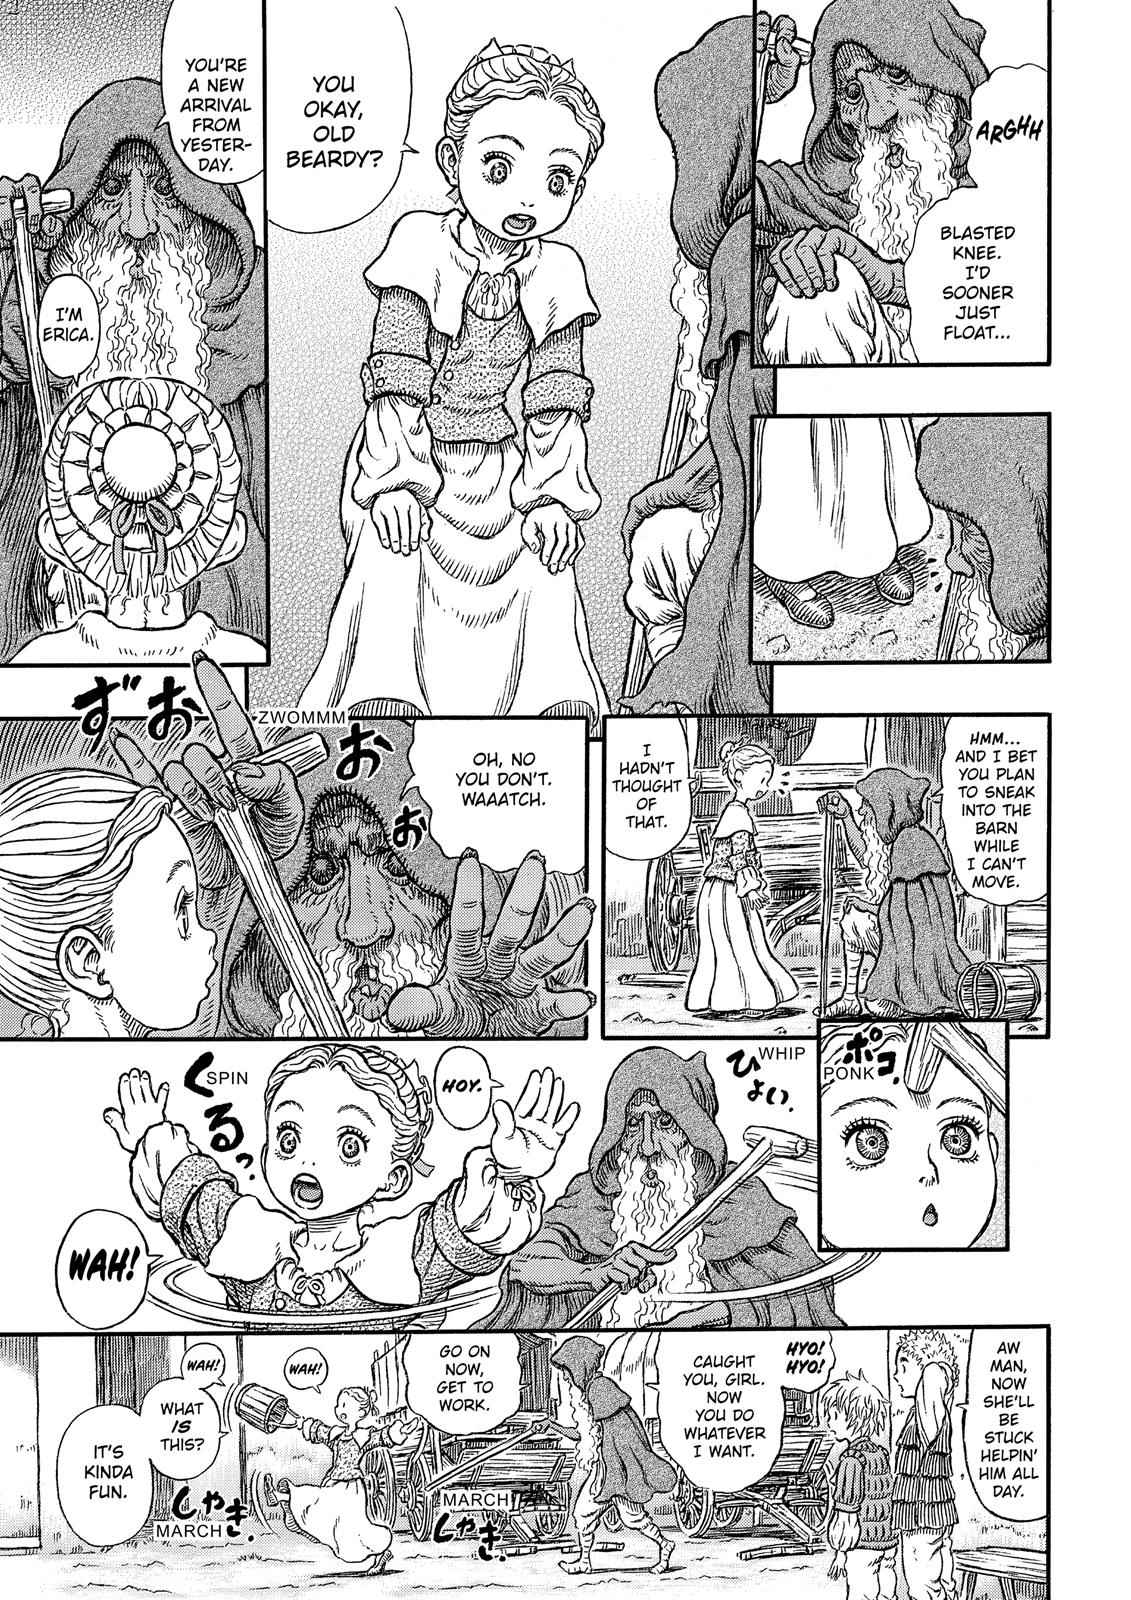 ARGHH
BLASTED
KNEE.
I'D
SOONER
JUST
FLOAT...
YOU
OKAY,
OLD
BEARDY?
YOU'RE
A NEW
ARRIVAL
FROM
YESTER-
DAY.
I'M
ERICA.
HMM...
AND I BET
YOU PLAN
TO SNEAK
INTO THE
BARN
WHILE
I CAN'T
MOVE.
I
HADN'T
THOUGHT
OF
THAT.
OH, NO
YOU DON'T.
WAAATCH.
ZWOMMM
ずおおぉ
ポコ
PONK
WHIP
ひょい
HOY.
SPIN
くるっ
WAH!
AW
MAN,
NOW
SHE'LL
BE
STUCK
HELPIN'
HIM ALL
DAY.
HYO!
HYO!
CAUGHT
YOU, GIRL.
NOW
YOU DO
WHATEVER
I WANT.
GO ON
NOW,
GET TO
WORK.
MARCH
しゃき
WAH!
WAH!
WHAT
IS
THIS?
IT'S
KINDA
FUN.
しゃき
MARCH